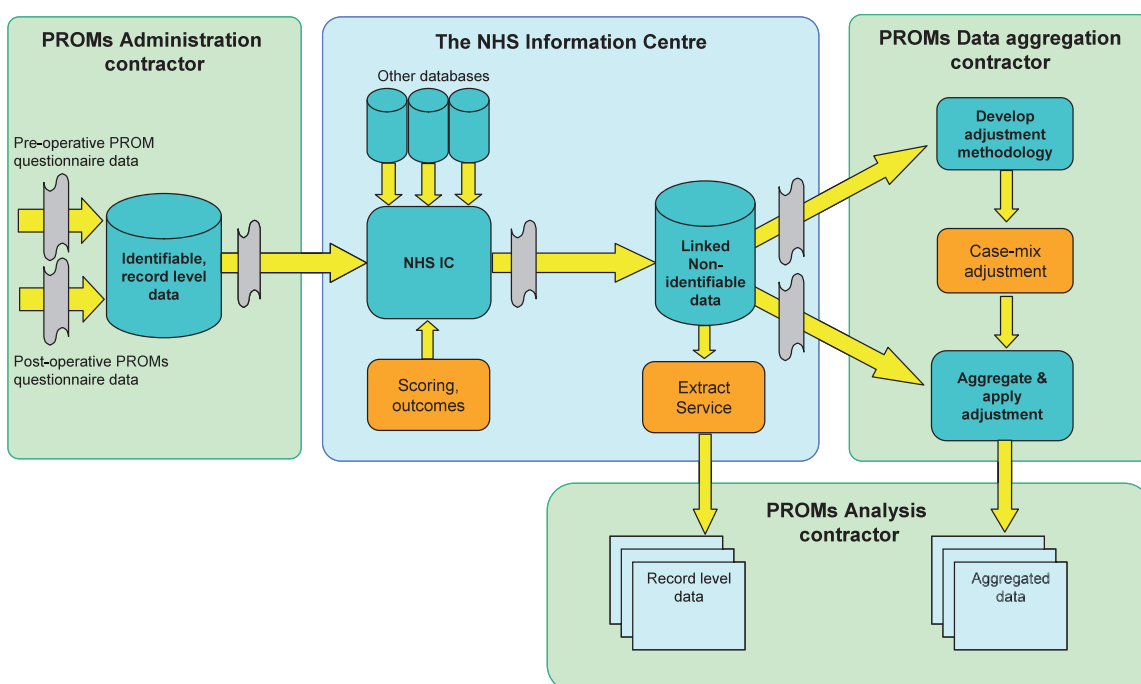 PROMs Administration
contractor
Pre-operative PROM
questionnaire data
Identifiable,
record level
data
Post-operative PROMs
questionnaire data
The NHS Information Centre
Other databases
NHS IC
Scoring,
outcomes
Linked
Non-
identifiable
data
Extract
Service
PROMs Data aggregation
contractor
Develop
adjustment
methodology
Case-mix
adjustment
Aggregate &
apply
adjustment
PROMs Analysis
contractor
Record level
data
Aggregated
data